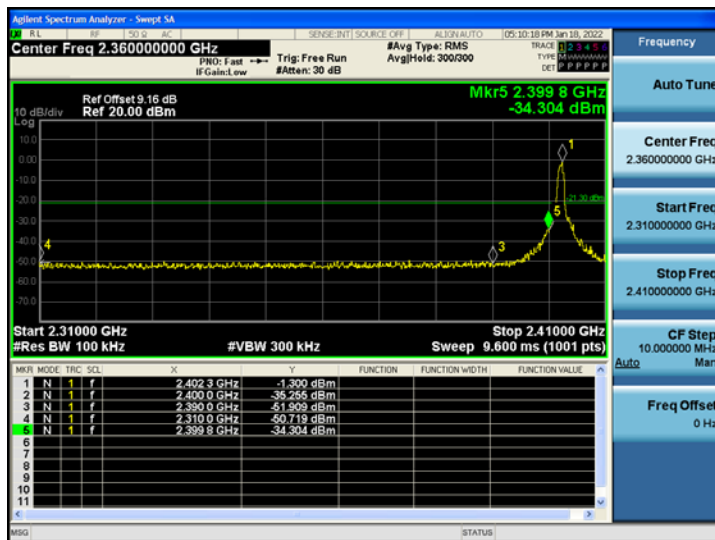 Agilent Spectrum Analyzer - Swept SA
RL RF 50 Ω AC SENSE:INT SOURCE OFF ALIGN AUTO 05:10:18 PM Jan 18, 2022
Center Freq 2.360000000 GHz
#Avg Type: RMS
TRACE 1 2 3 4 5 6
PNO: Fast Trig: Free Run Avg|Hold: 300/300
TYPE M
IFGain:Low #Atten: 30 dB
DET P P P P P P
Frequency
Auto Tune
Center Freq
2.360000000 GHz
Start Freq
2.310000000 GHz
Stop Freq
2.410000000 GHz
CF Step
10.000000 MHz
Auto Man
Freq Offset
0 Hz
Mkr5 2.399 8 GHz
-34.304 dBm
Ref Offset 9.16 dB
10 dB/div Ref 20.00 dBm
Log
10.0
0.00
-10.0
-20.0
-30.0
-40.0
-50.0
-60.0
-70.0
1
-21.30 dBm
5
4
3
Start 2.31000 GHz Stop 2.41000 GHz
#Res BW 100 kHz #VBW 300 kHz Sweep 9.600 ms (1001 pts)
MKR MODE TRC SCL X Y FUNCTION FUNCTION WIDTH FUNCTION VALUE
1 N 1 f 2.402 3 GHz -1.300 dBm
2 N 1 f 2.400 0 GHz -35.255 dBm
3 N 1 f 2.390 0 GHz -51.909 dBm
4 N 1 f 2.310 0 GHz -50.719 dBm
5 N 1 f 2.399 8 GHz -34.304 dBm
6
7
8
9
10
11
MSG STATUS